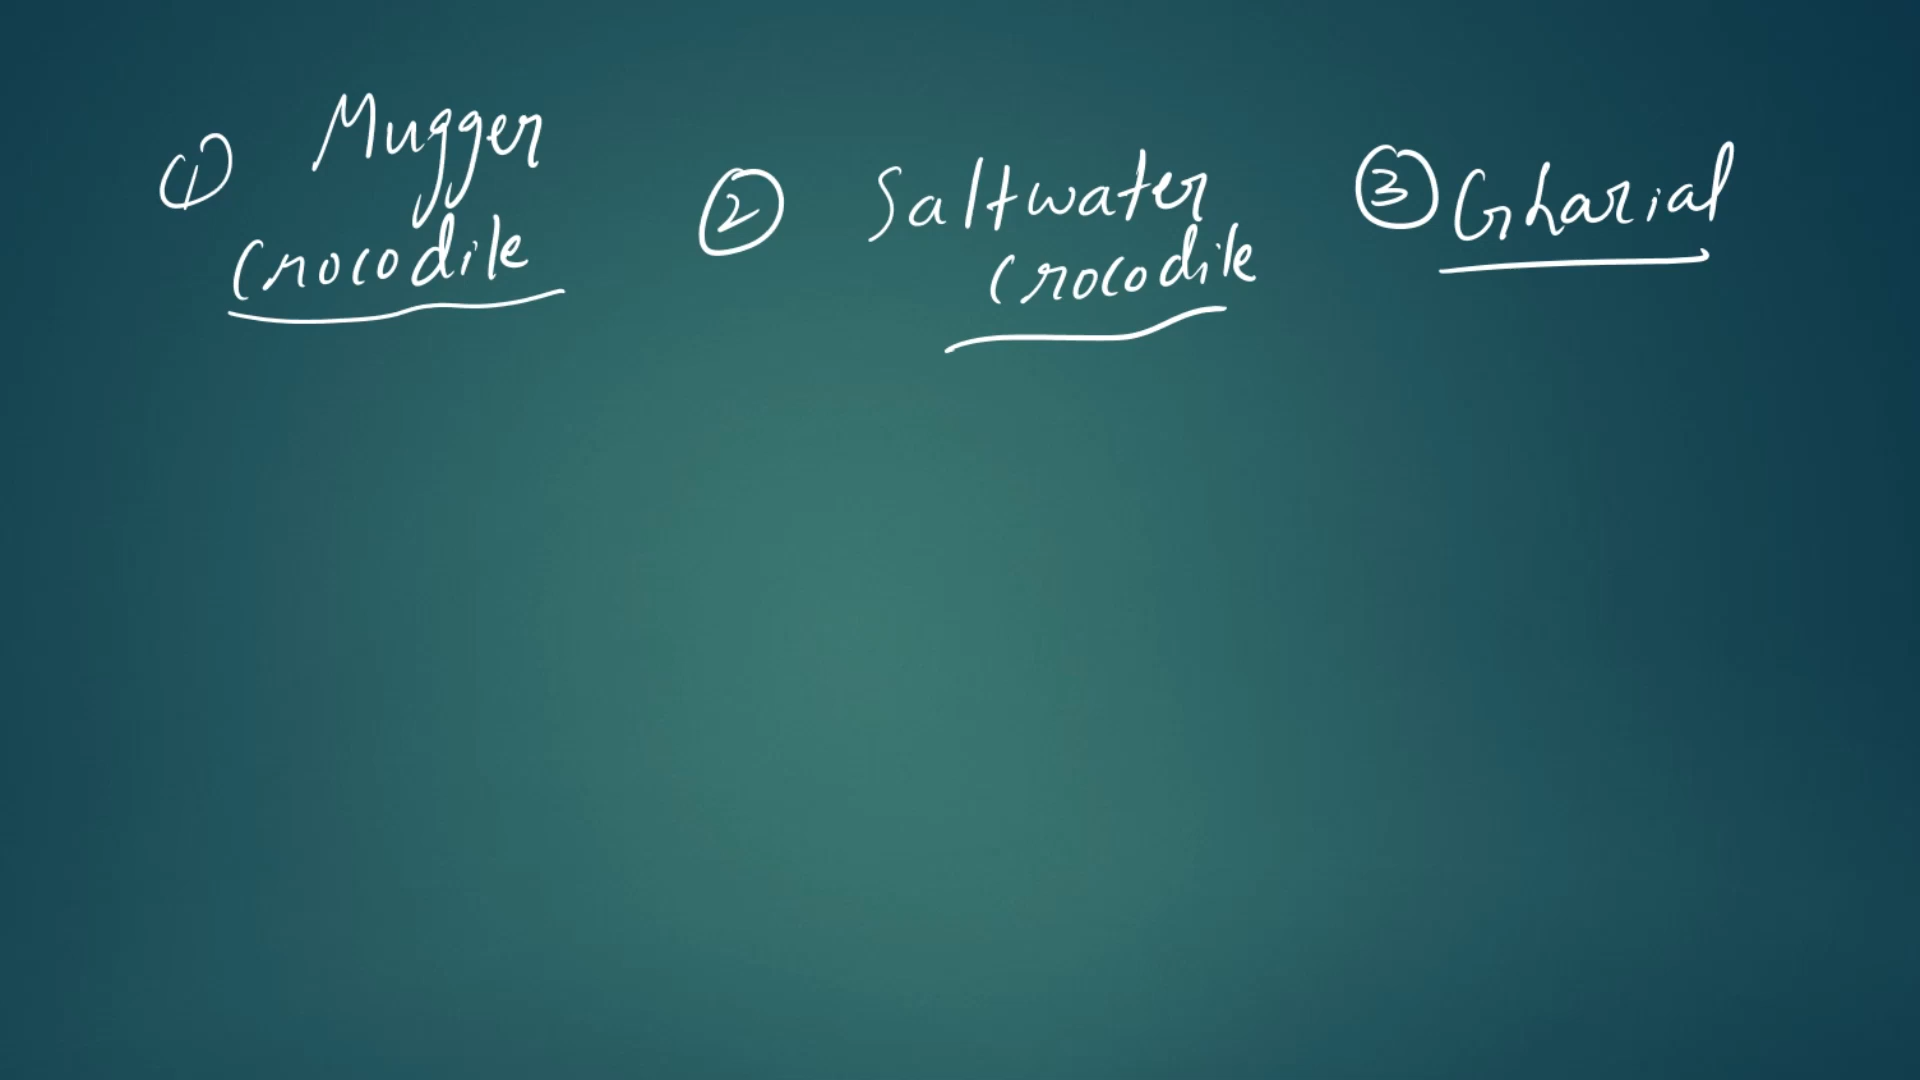 ① Mugger
Crocodile
② Saltwater
Crocodile
③ Gharial